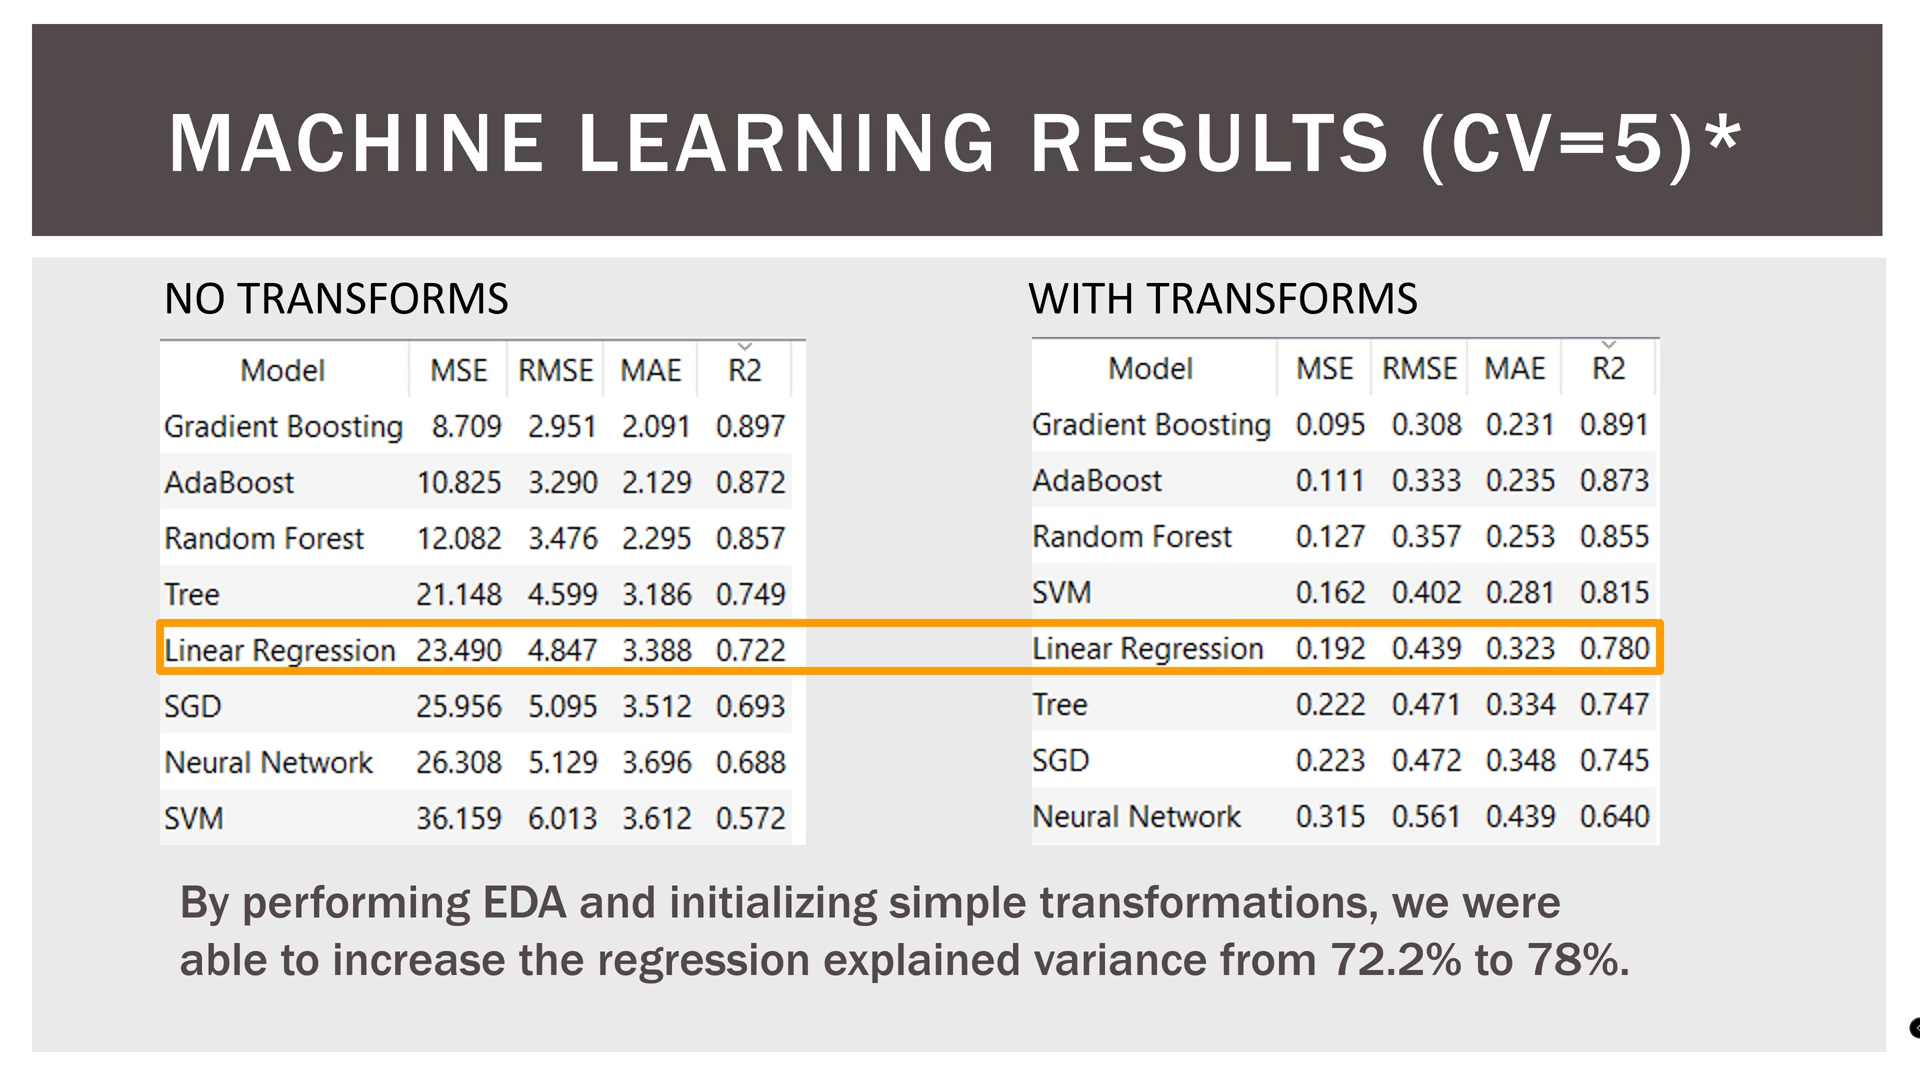 MACHINE LEARNING RESULTS (CV=5)*
NO TRANSFORMS
Model MSE RMSE MAE R2
Gradient Boosting 8.709 2.951 2.091 0.897
AdaBoost 10.825 3.290 2.129 0.872
Random Forest 12.082 3.476 2.295 0.857
Tree 21.148 4.599 3.186 0.749
Linear Regression 23.490 4.847 3.388 0.722
SGD 25.956 5.095 3.512 0.693
Neural Network 26.308 5.129 3.696 0.688
SVM 36.159 6.013 3.612 0.572
WITH TRANSFORMS
Model MSE RMSE MAE R2
Gradient Boosting 0.095 0.308 0.231 0.891
AdaBoost 0.111 0.333 0.235 0.873
Random Forest 0.127 0.357 0.253 0.855
SVM 0.162 0.402 0.281 0.815
Linear Regression 0.192 0.439 0.323 0.780
Tree 0.222 0.471 0.334 0.747
SGD 0.223 0.472 0.348 0.745
Neural Network 0.315 0.561 0.439 0.640
By performing EDA and initializing simple transformations, we were
able to increase the regression explained variance from 72.2% to 78%.